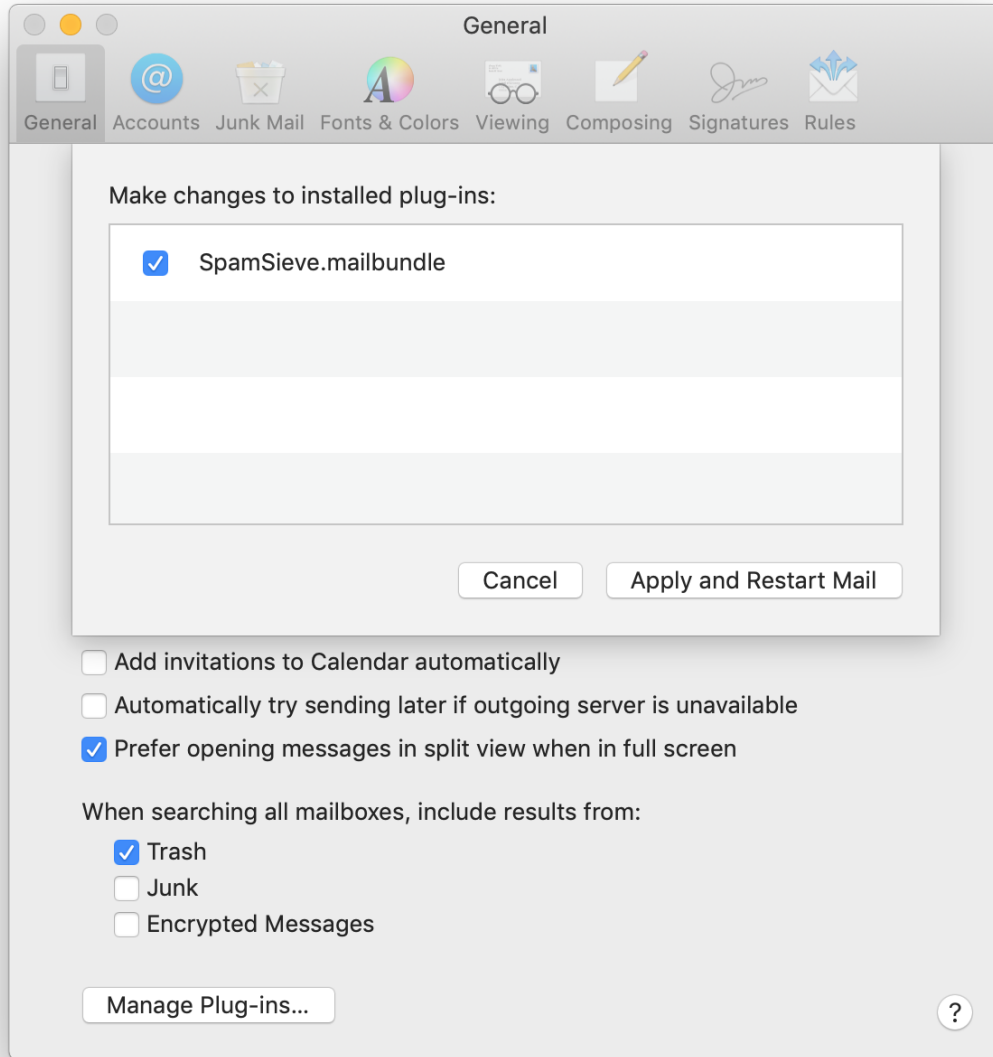 General
General Accounts Junk Mail Fonts & Colors Viewing Composing Signatures Rules
Make changes to installed plug-ins:
SpamSieve.mailbundle
Cancel Apply and Restart Mail
Add invitations to Calendar automatically
Automatically try sending later if outgoing server is unavailable
Prefer opening messages in split view when in full screen
When searching all mailboxes, include results from:
Trash
Junk
Encrypted Messages
Manage Plug-ins... ?